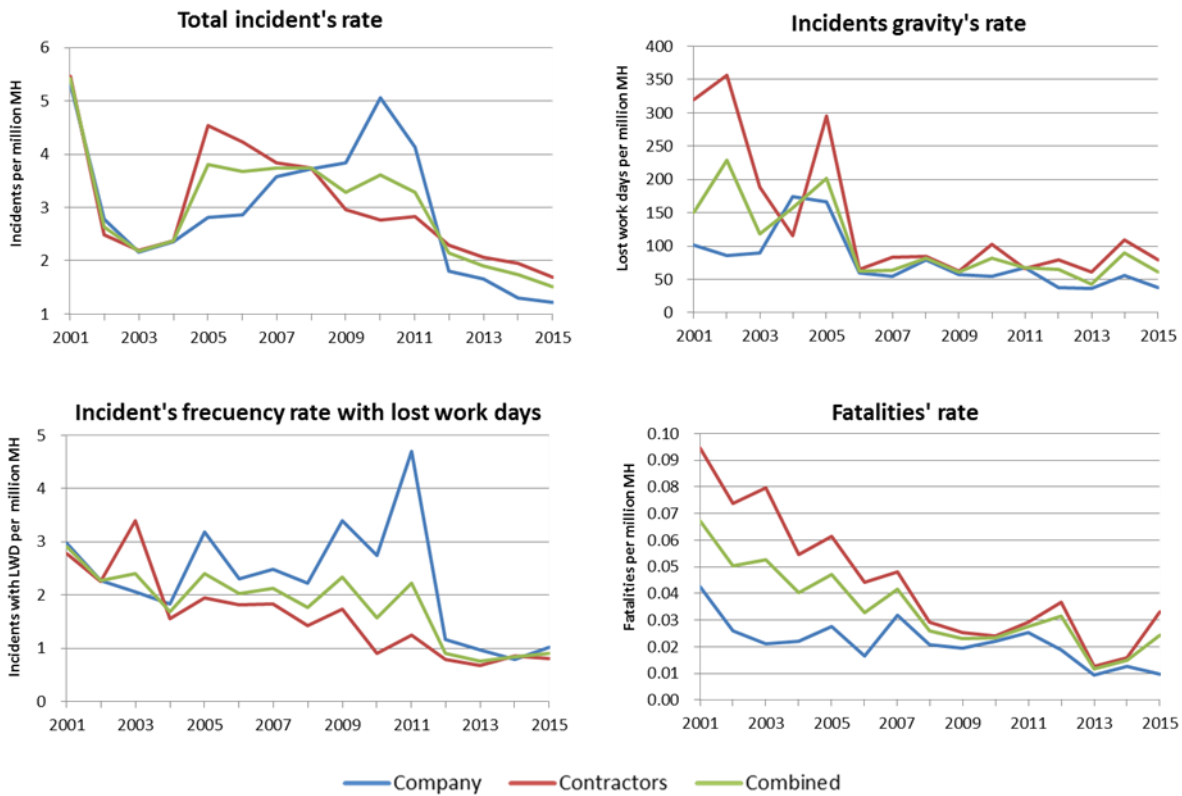 Total incident's rate
Incidents per million MH
6
5
4
3
2
1
2001 2003 2005 2007 2009 2011 2013 2015
Incidents gravity's rate
Lost work days per million MH
400
350
300
250
200
150
100
50
0
2001 2003 2005 2007 2009 2011 2013 2015
Incident's frecuency rate with lost work days
Incidents with LWD per million MH
5
4
3
2
1
0
2001 2003 2005 2007 2009 2011 2013 2015
Fatalities' rate
Fatalities per million MH
0.10
0.09
0.08
0.07
0.06
0.05
0.04
0.03
0.02
0.01
0.00
2001 2003 2005 2007 2009 2011 2013 2015
Company Contractors Combined